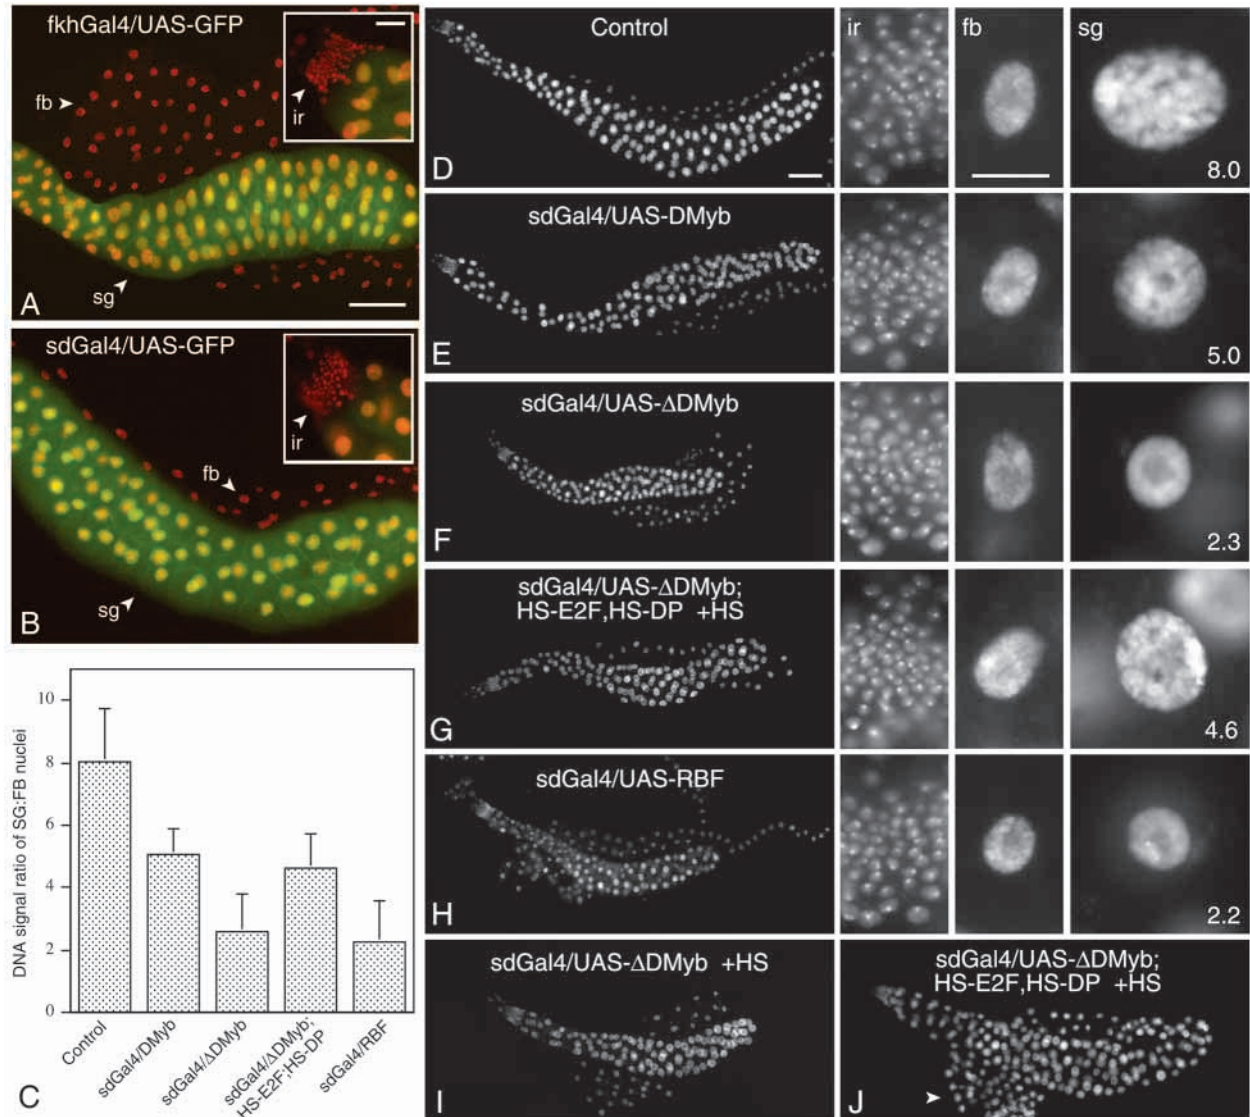 fkhGal4/UAS-GFP
fb
ir
sg
A
sdGal4/UAS-GFP
ir
fb
sg
B
DNA signal ratio of SG:FB nuclei
10
8
6
4
2
0
Control
sdGal4/DMyb
sdGal4/ΔDMyb
sdGal4/ΔDMyb;
HS-E2F;HS-DP
sdGal4/RBF
C
Control
ir
fb
sg
D
8.0
sdGal4/UAS-DMyb
E
5.0
sdGal4/UAS-ΔDMyb
F
2.3
sdGal4/UAS-ΔDMyb;
HS-E2F,HS-DP +HS
G
4.6
sdGal4/UAS-RBF
H
2.2
sdGal4/UAS-ΔDMyb +HS
I
sdGal4/UAS-ΔDMyb;
HS-E2F,HS-DP +HS
J